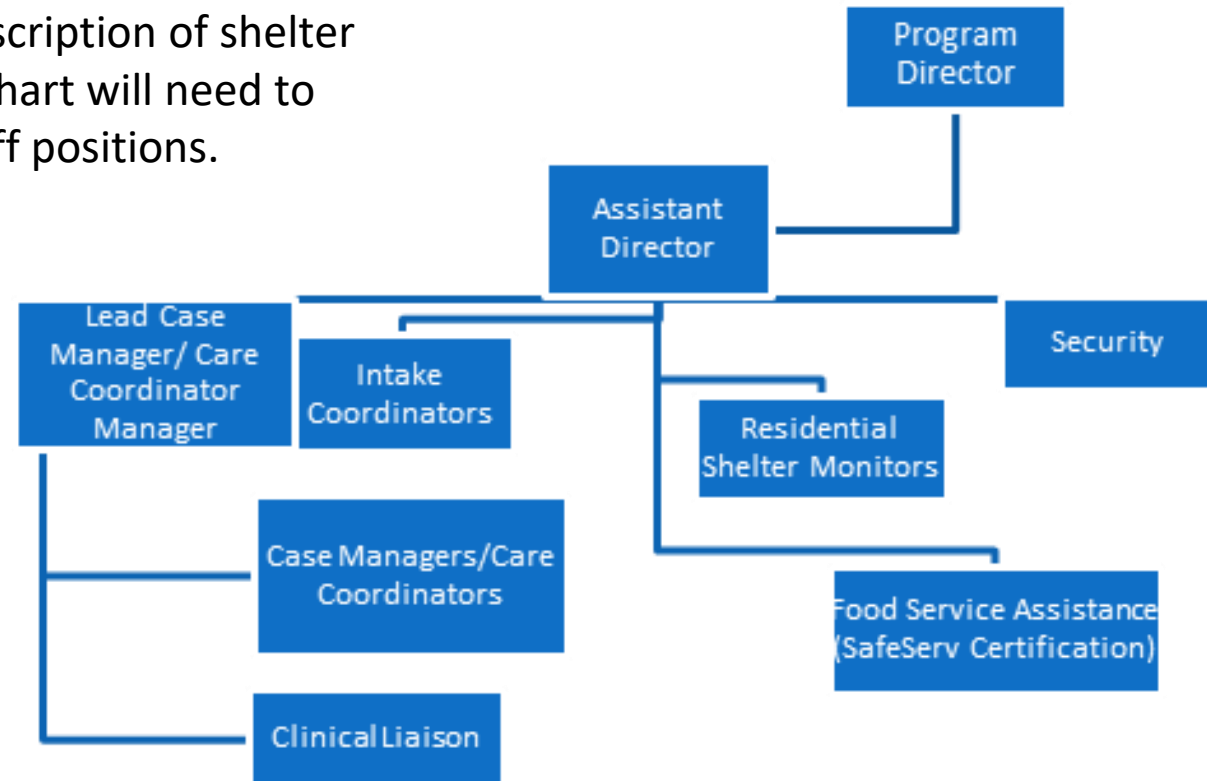 scription of shelter
hart will need to
ff positions.
Program
Director
Assistant
Director
Lead Case
Manager/ Care
Coordinator
Manager
Intake
Coordinators
Security
Residential
Shelter Monitors
Case Managers/Care
Coordinators
Food Service Assistance
(SafeServ Certification)
Clinical Liaison